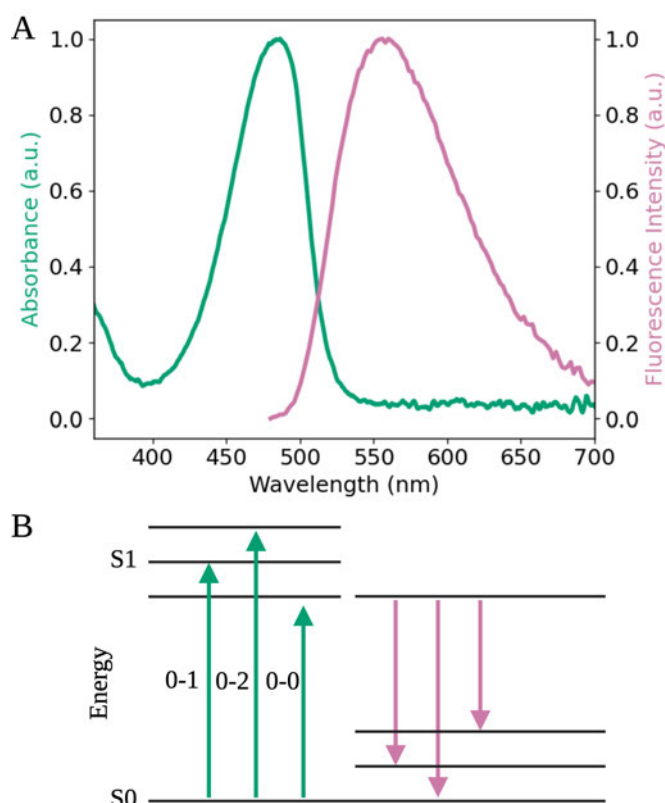 A
1.0
0.8
0.6
0.4
0.2
0.0
Absorbance (a.u.)
1.0
0.8
0.6
0.4
0.2
0.0
Fluorescence Intensity (a.u.)
400 450 500 550 600 650 700
Wavelength (nm)
B
S1
Energy
0-1 0-2 0-0
S0